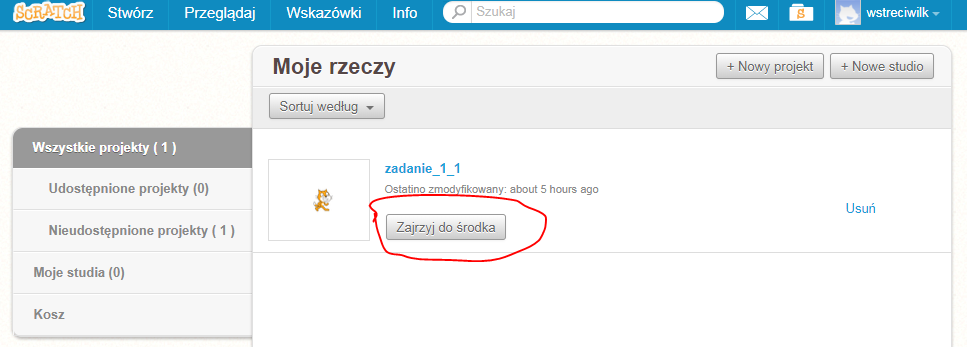 SCRATCH Stwórz Przeglądaj Wskazówki Info Szukaj S wstreciwilk
Moje rzeczy + Nowy projekt + Nowe studio
Sortuj według
Wszystkie projekty ( 1 )
Udostępnione projekty (0)
Nieudostępnione projekty ( 1 )
Moje studia (0)
Kosz
zadanie_1_1
Ostatino zmodyfikowany: about 5 hours ago
Zajrzyj do środka
Usuń